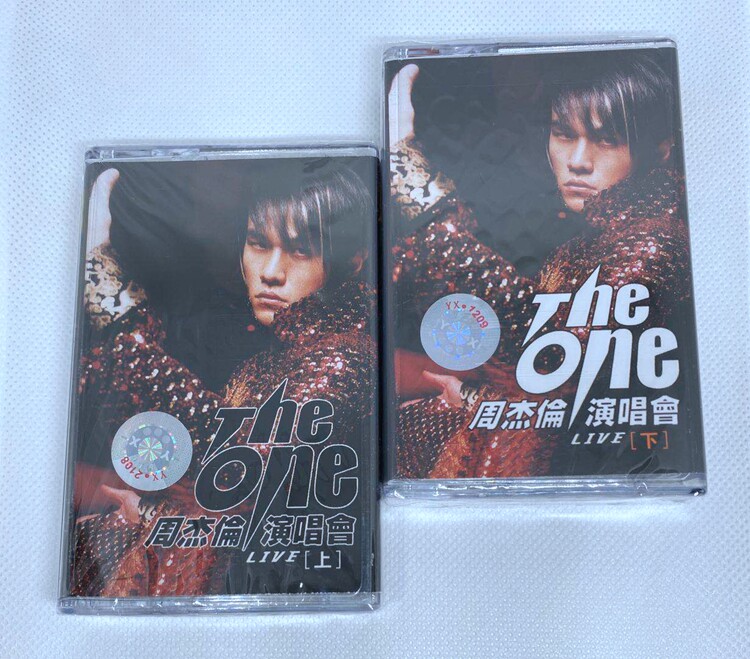 The
One
周杰倫 演唱會
LIVE [上]
YX•2108
The
One
周杰倫 演唱會
LIVE [下]
YX•1209